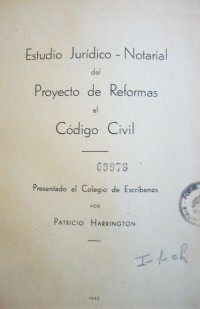 Estudio Jurídico - Notarial
del
Proyecto de Reformas
al
Código Civil
09976
Presentado al Colegio de Escribanos
POR
PATRICIO HARRINGTON